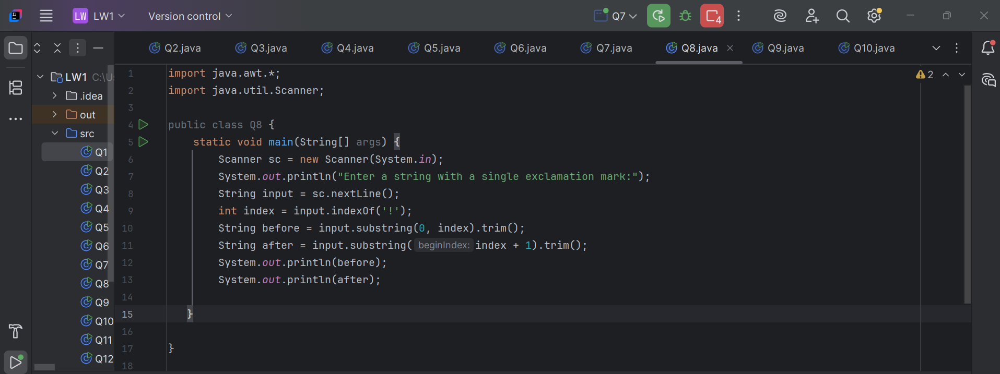 LW LW1 Version control Q7 4
Q2.java Q3.java Q4.java Q5.java Q6.java Q7.java Q8.java Q9.java Q10.java
LW1 C:\Us
.idea
out
src
Q1
Q2
Q3
Q4
Q5
Q6
Q7
Q8
Q9
Q10
Q11
Q12
2
1 import java.awt.*;
2 import java.util.Scanner;
3
4 public class Q8 {
5 static void main(String[] args) {
6 Scanner sc = new Scanner(System.in);
7 System.out.println("Enter a string with a single exclamation mark:");
8 String input = sc.nextLine();
9 int index = input.indexOf('!');
10 String before = input.substring(0, index).trim();
11 String after = input.substring( beginIndex: index + 1).trim();
12 System.out.println(before);
13 System.out.println(after);
14
15 }
16
17 }
18